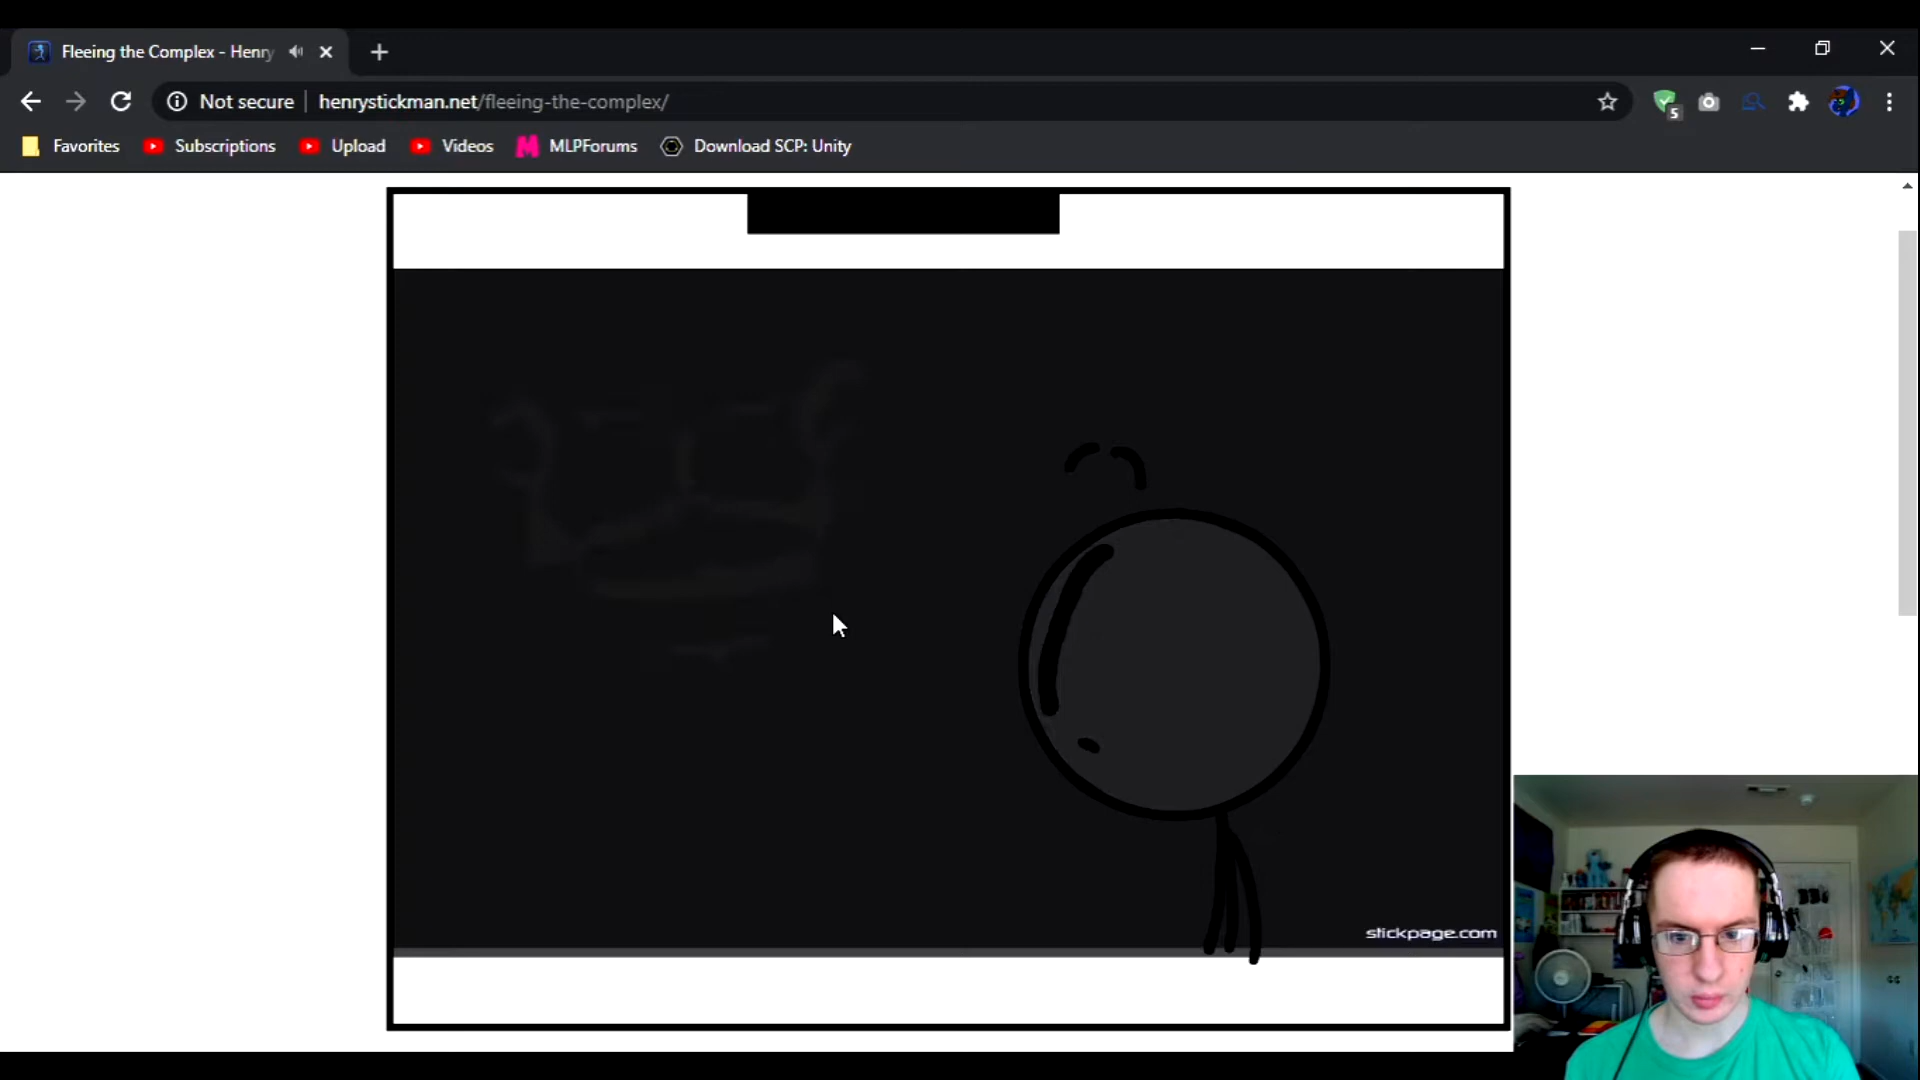 Fleeing the Complex - Henry
Not secure henrystickman.net/fleeing-the-complex/
5
Favorites Subscriptions Upload Videos MLPForums Download SCP: Unity
stickpage.com